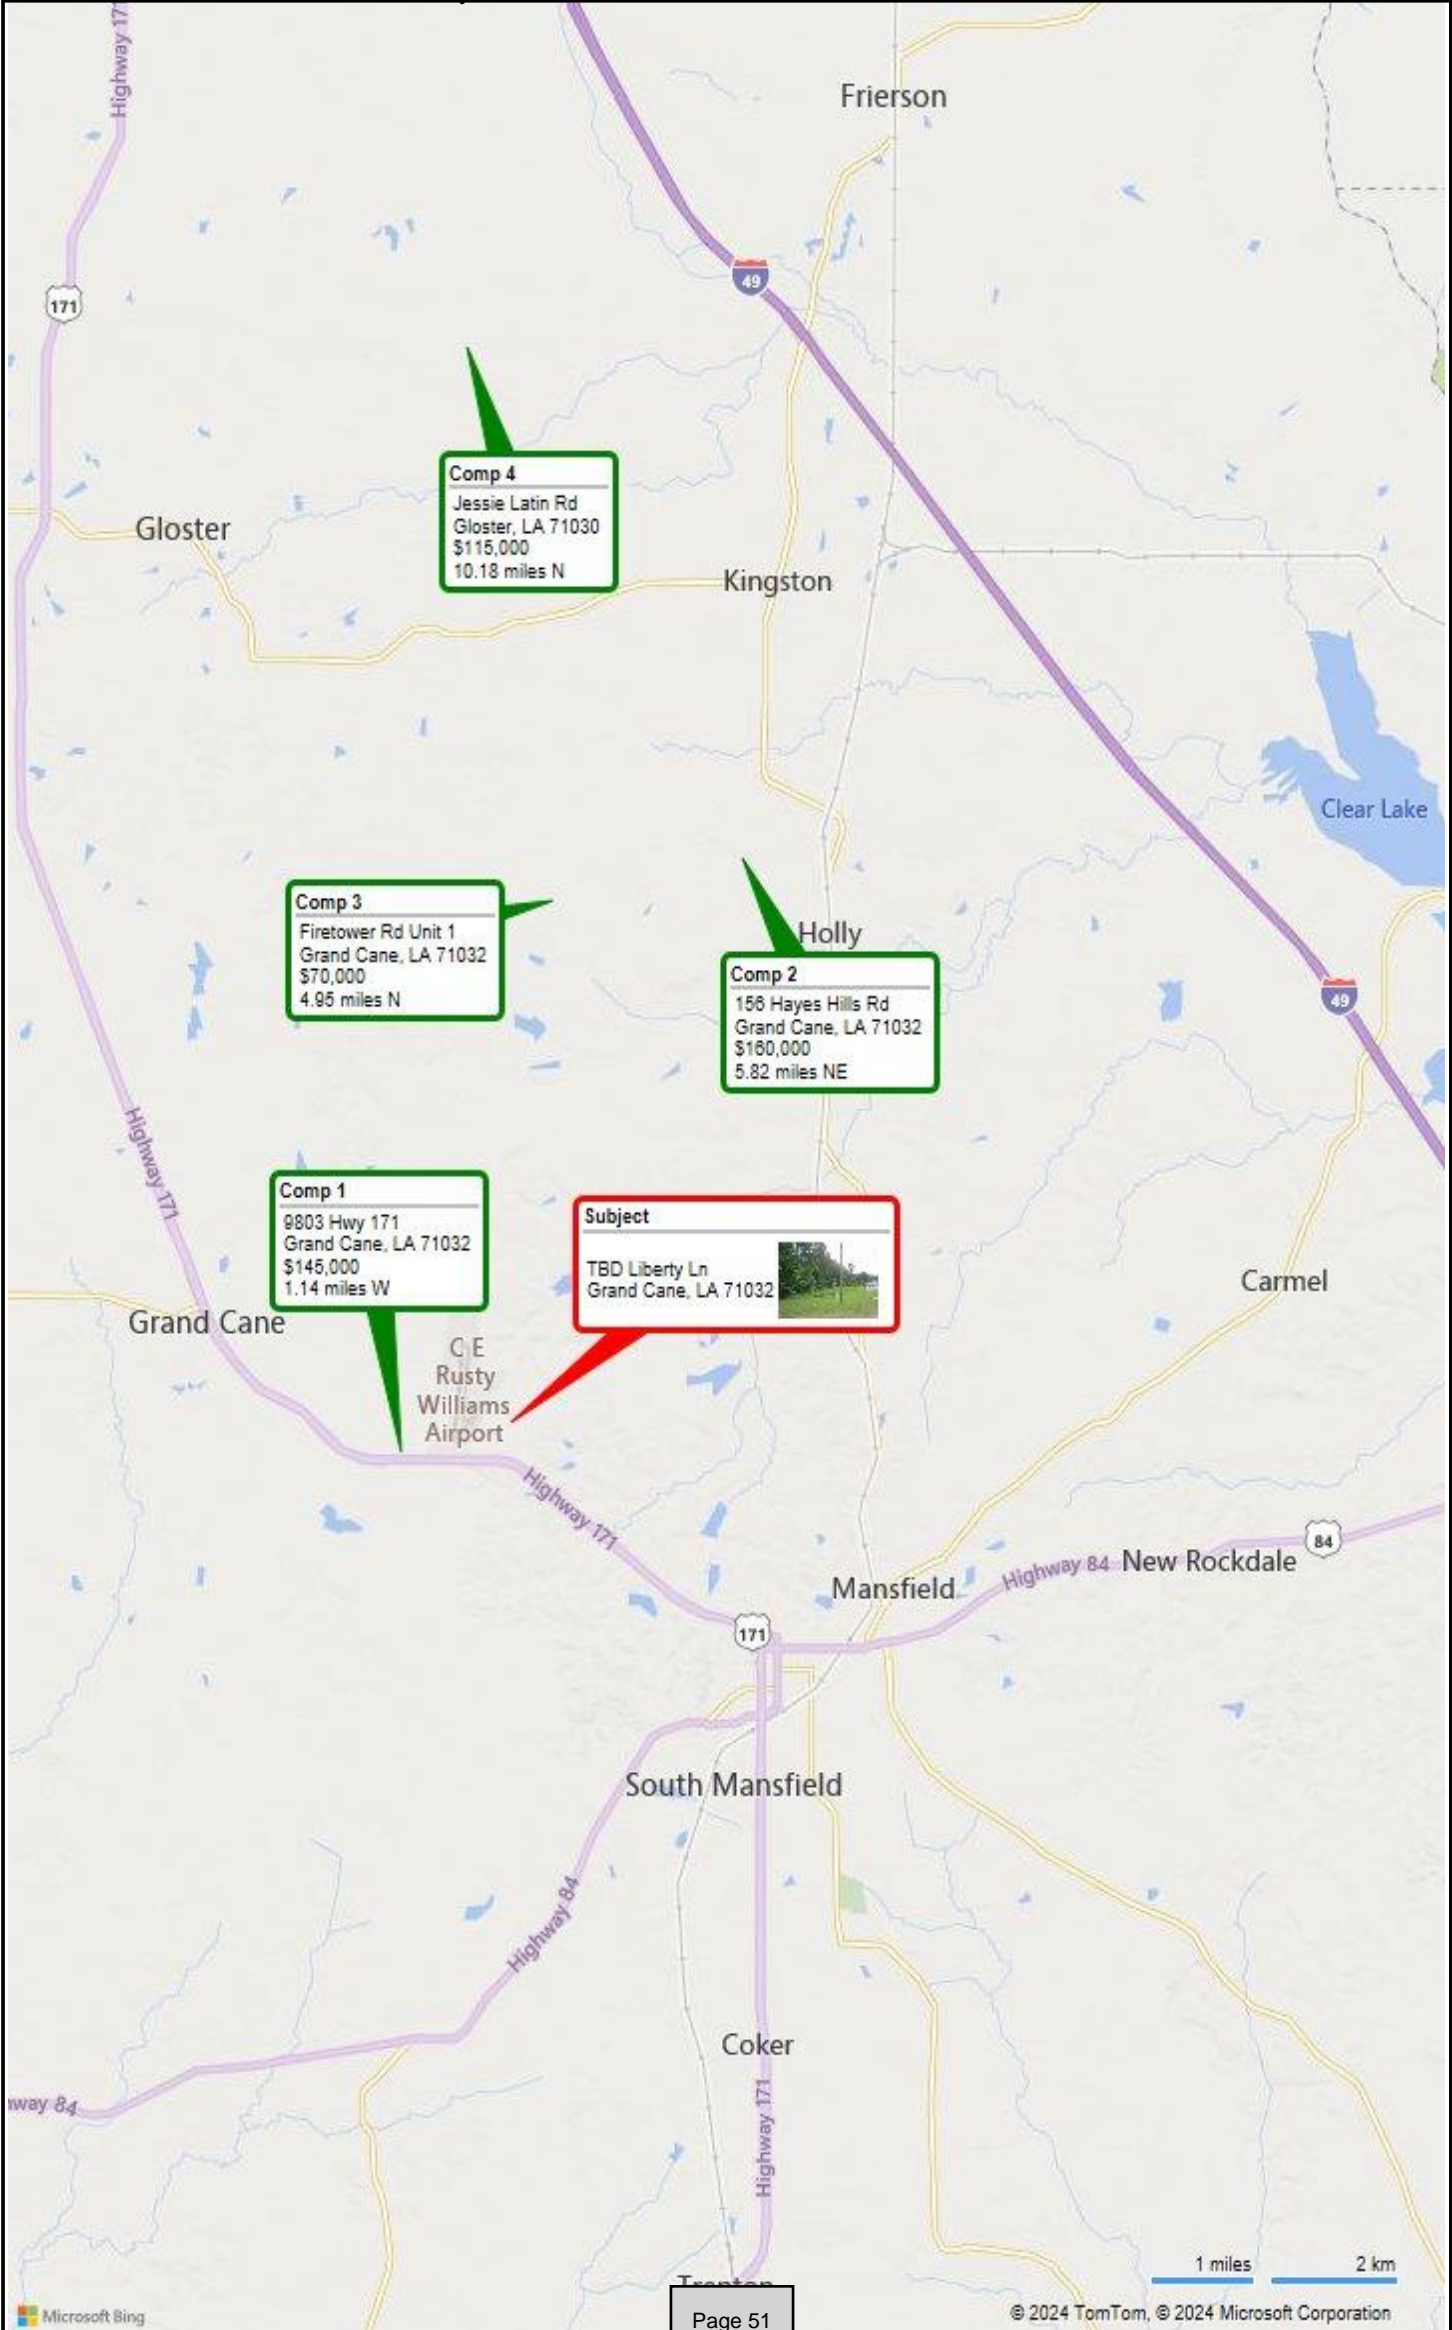 Highway 17
Frierson
49
171
Comp 4
Jessie Latin Rd
Gloster, LA 71030
$115,000
10.18 miles N
Gloster
Kingston
Clear Lake
Comp 3
Firetower Rd Unit 1
Grand Cane, LA 71032
$70,000
4.95 miles N
Holly
Comp 2
156 Hayes Hills Rd
Grand Cane, LA 71032
$160,000
5.82 miles NE
49
Highway 171
Comp 1
9803 Hwy 171
Grand Cane, LA 71032
$145,000
1.14 miles W
Subject
TBD Liberty Ln
Grand Cane, LA 71032
Carmel
Grand Cane
C E
Rusty
Williams
Airport
Highway 171
84
Highway 84
New Rockdale
Mansfield
171
South Mansfield
Highway 84
Coker
way 84
Highway 171
1 miles
2 km
Page 51
Microsoft Bing
© 2024 TomTom, © 2024 Microsoft Corporation